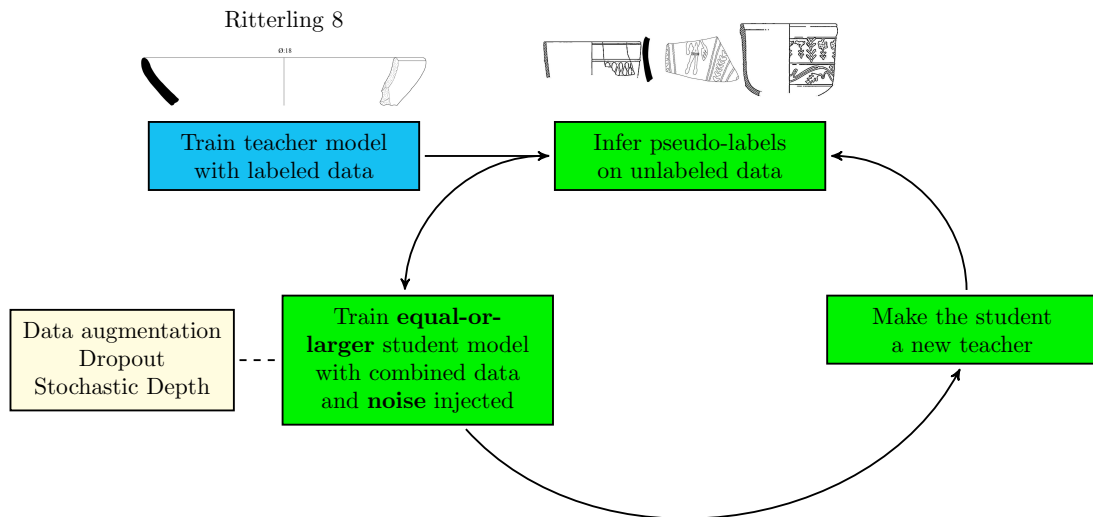 Ritterling 8
Ø:18
Train teacher model
with labeled data
Infer pseudo-labels
on unlabeled data
Data augmentation
Dropout
Stochastic Depth
Train equal-or-
larger student model
with combined data
and noise injected
Make the student
a new teacher